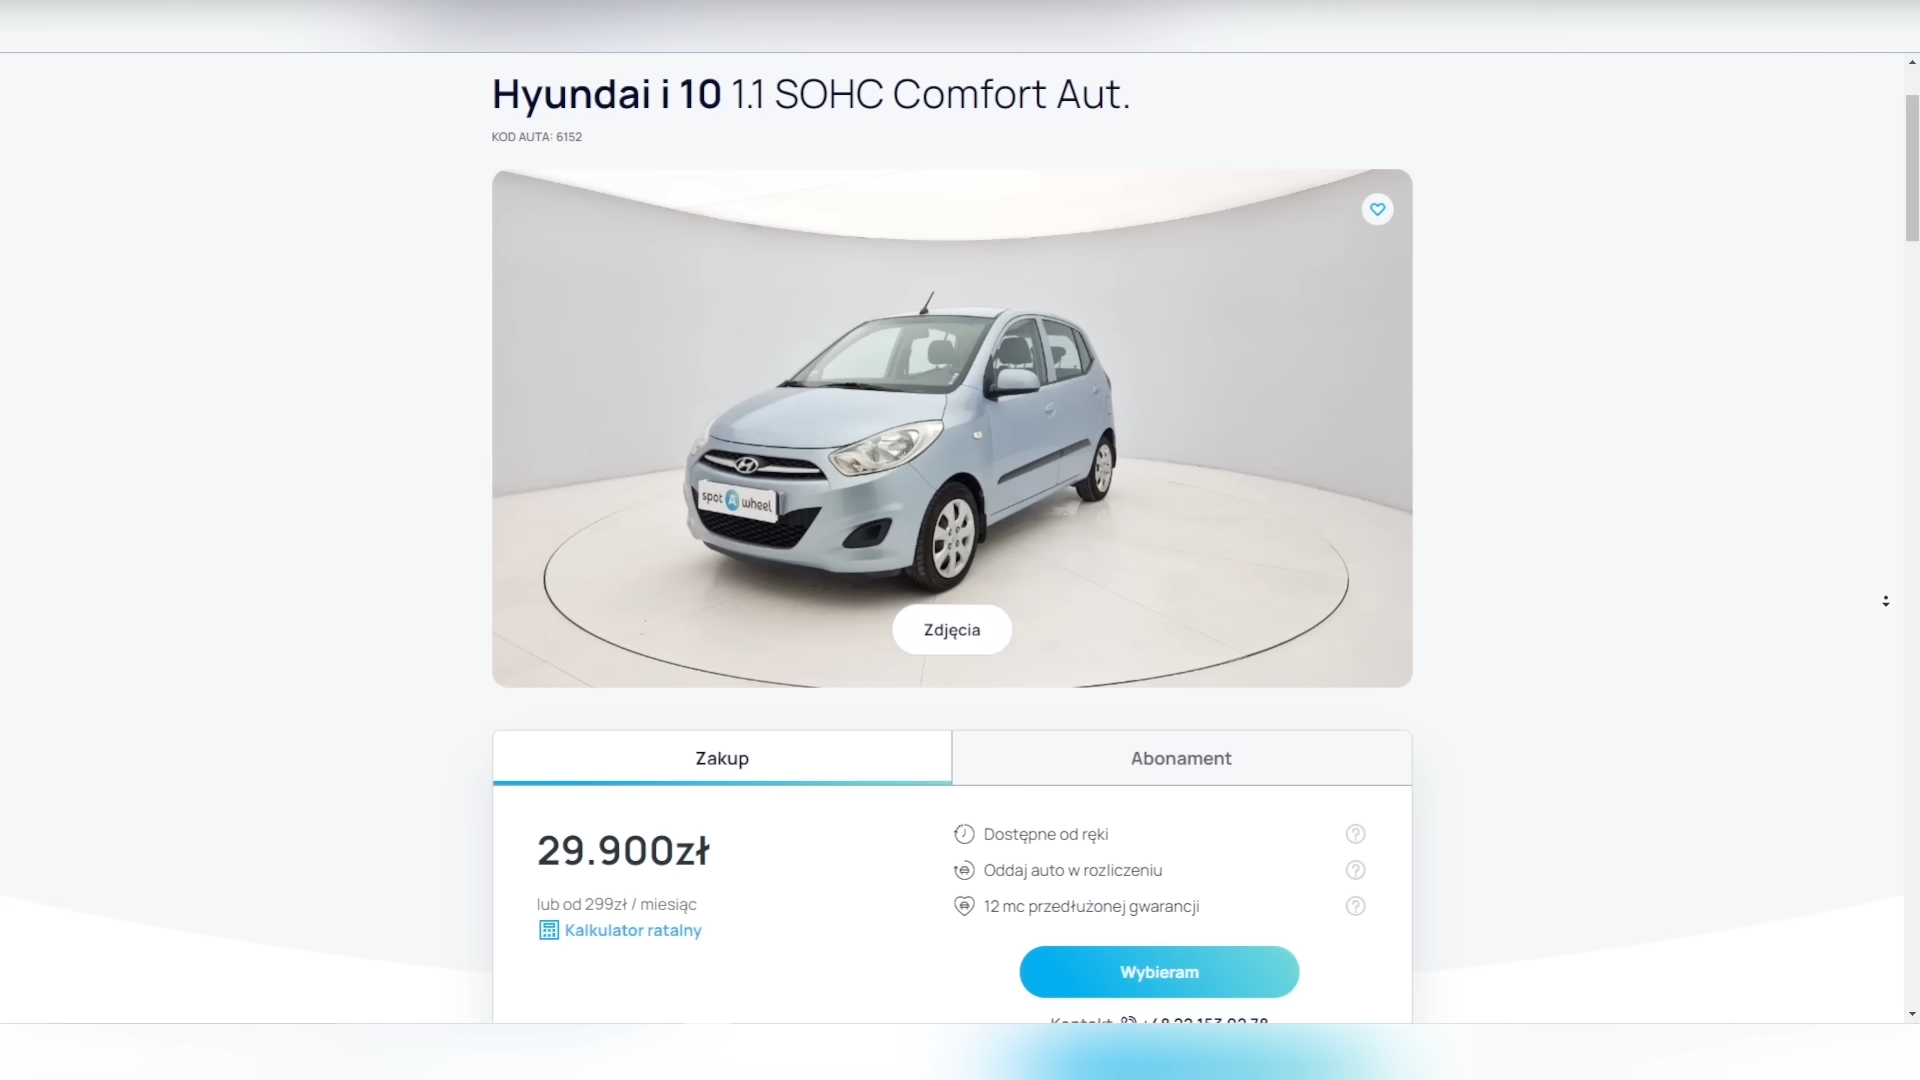 Hyundai i 10 1.1 SOHC Comfort Aut.
KOD AUTA: 6152
spot A wheel
Zdjęcia
Zakup
Abonament
29.900zł
lub od 299zł / miesiąc
Kalkulator ratalny
Dostępne od ręki
Oddaj auto w rozliczeniu
12 mc przedłużonej gwarancji
Wybieram